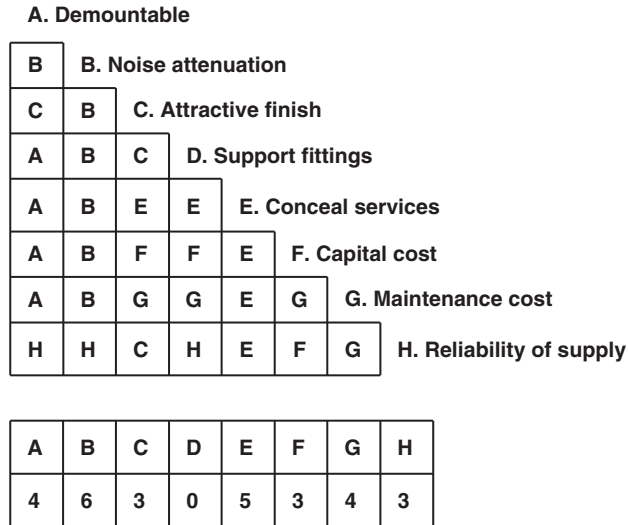 A. Demountable
B B. Noise attenuation
C B C. Attractive finish
A B C D. Support fittings
A B E E E. Conceal services
A B F F E F. Capital cost
A B G G E G G. Maintenance cost
H H C H E F G H. Reliability of supply
A B C D E F G H
4 6 3 0 5 3 4 3